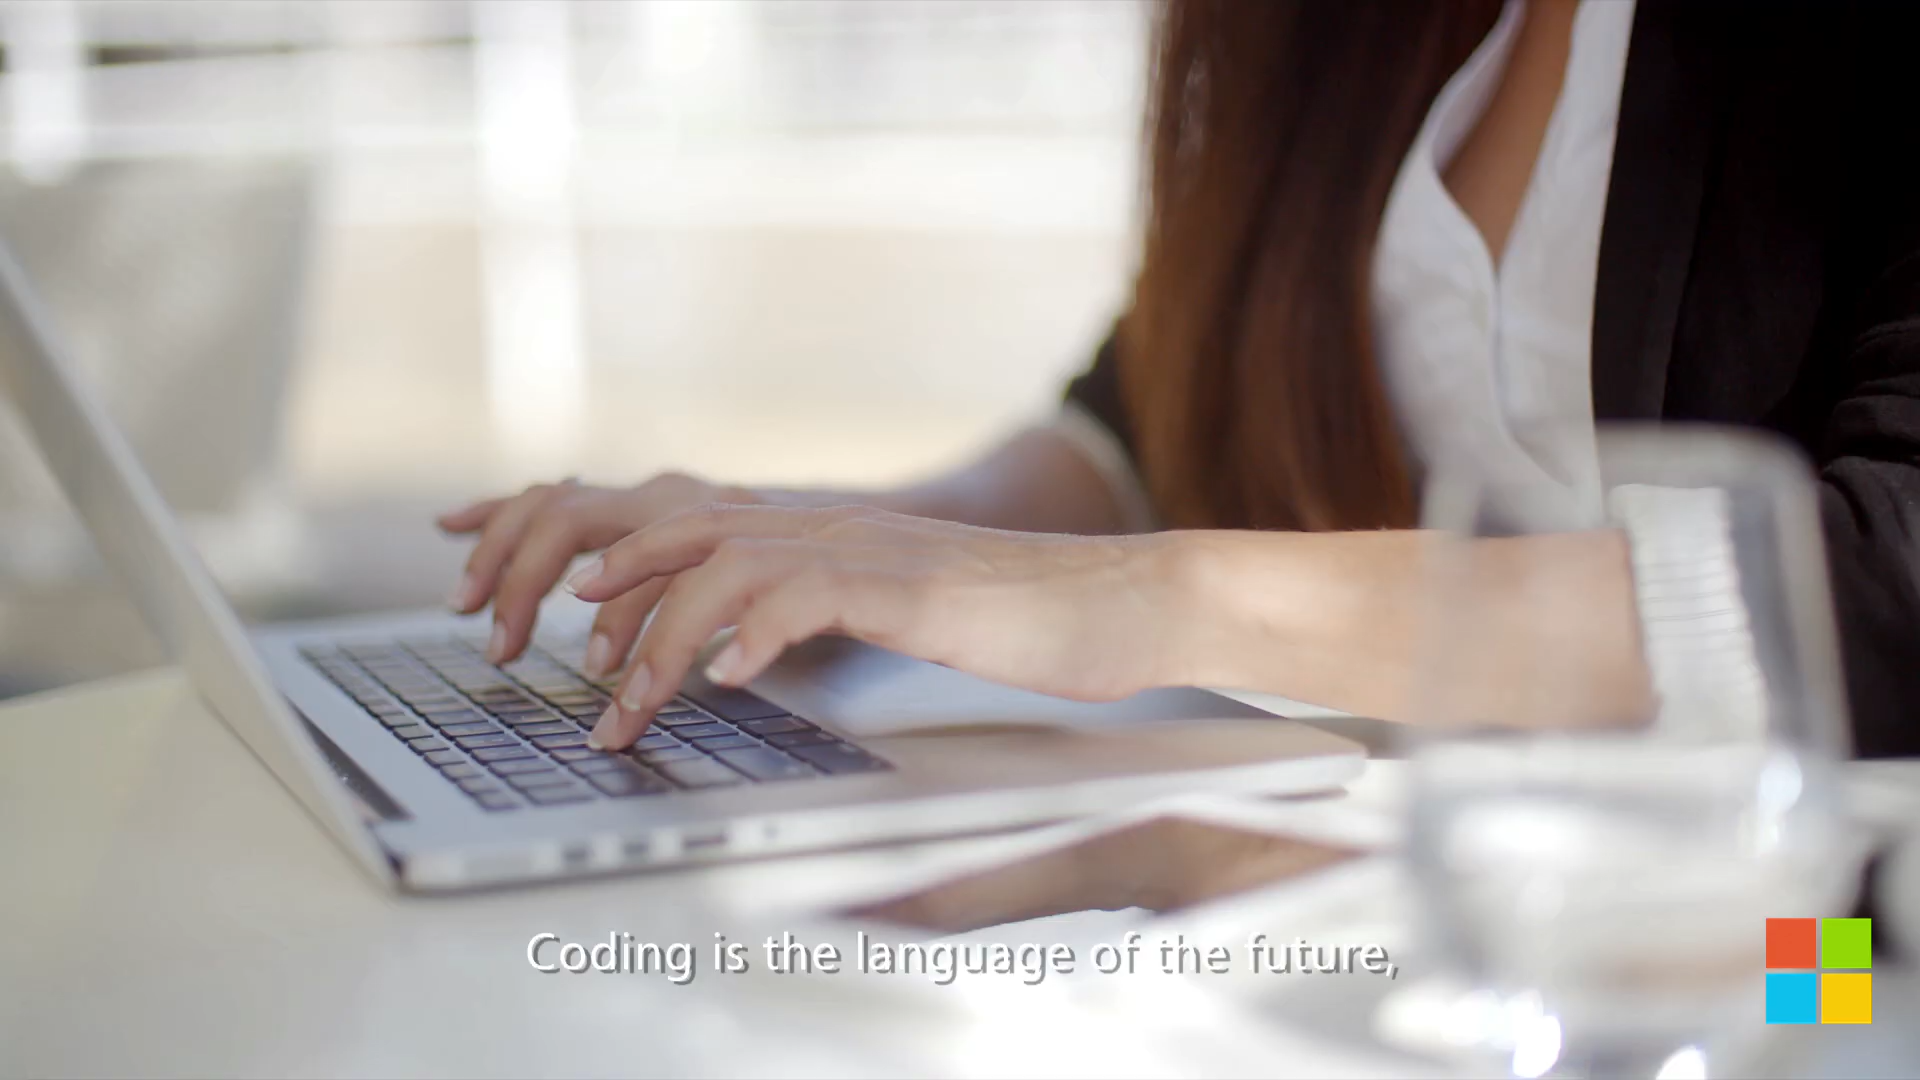 Coding is the language of the future,